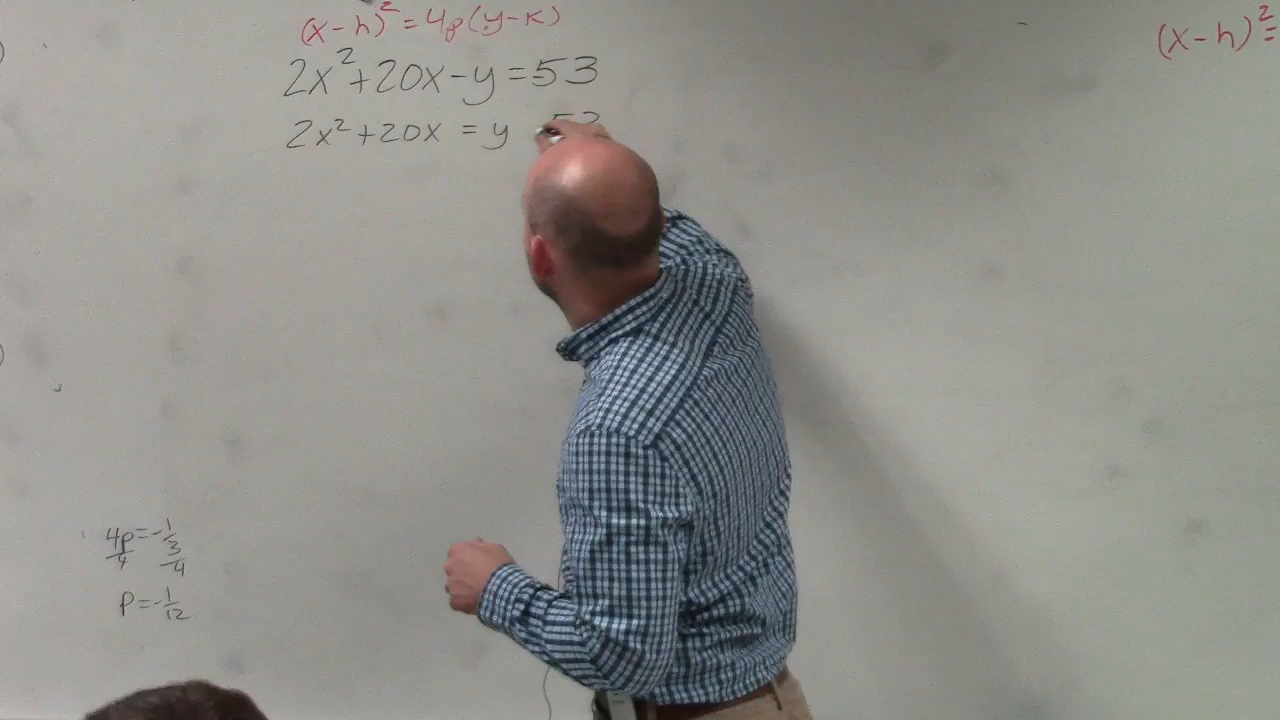 (x-h)² = 4p(y-k)
2x² + 20x - y = 53
2x² + 20x = y 53
(x-h)² =
4p = -1/3
/4 /4
p = -1/12